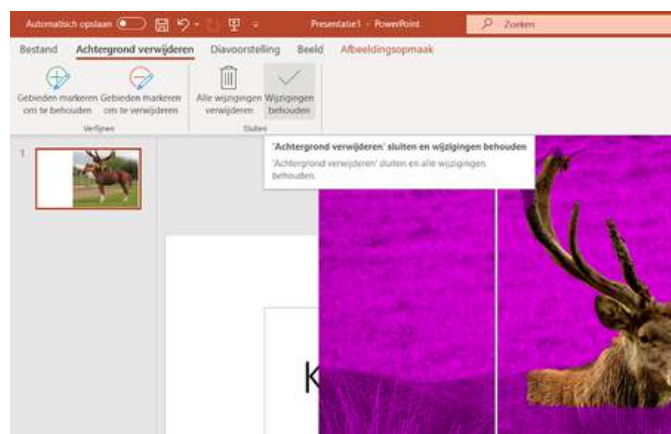 Automatisch opslaan
Presentatie1 - PowerPoint
Zoeken
Bestand Achtergrond verwijderen Diavoorstelling Beeld Afbeeldingsopmaak
Gebieden markeren Gebieden markeren Alle wijzigingen Wijzigingen
om te behouden om te verwijderen verwijderen behouden
Verfijnen Sluiten
'Achtergrond verwijderen' sluiten en wijzigingen behouden
'Achtergrond verwijderen' sluiten en alle wijzigingen
behouden.
1
K